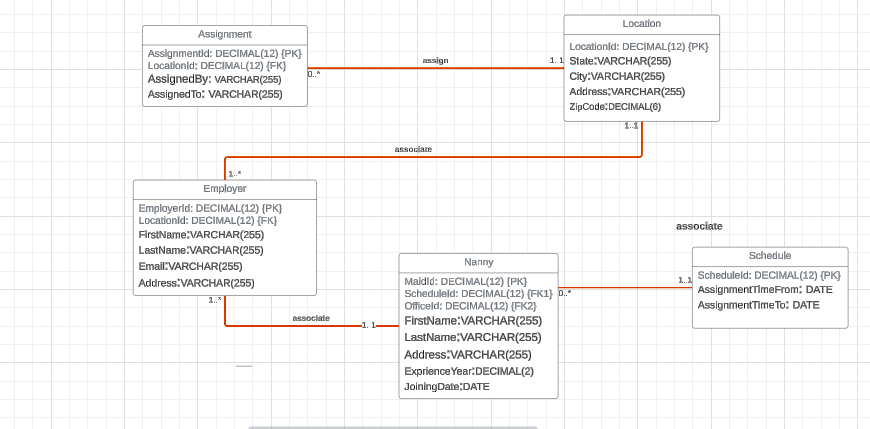 Assignment
AssignmentId: DECIMAL(12) {PK}
LocationId: DECIMAL(12) {FK}
AssignedBy: VARCHAR(255)
AssignedTo: VARCHAR(255)
0..*
assign
1. 1
Location
LocationId: DECIMAL(12) {PK}
State:VARCHAR(255)
City:VARCHAR(255)
Address:VARCHAR(255)
ZipCode:DECIMAL(6)
1..1
associate
1..*
Employer
EmployerId: DECIMAL(12) {PK}
LocationId: DECIMAL(12) {FK}
FirstName:VARCHAR(255)
LastName:VARCHAR(255)
Email:VARCHAR(255)
Address:VARCHAR(255)
1..*
associate
1. 1
Nanny
MaidId: DECIMAL(12) {PK}
ScheduleId: DECIMAL(12) {FK1}
OfficeId: DECIMAL(12) {FK2}
FirstName:VARCHAR(255)
LastName:VARCHAR(255)
Address:VARCHAR(255)
ExprienceYear:DECIMAL(2)
JoiningDate:DATE
0..*
associate
1..1
Schedule
ScheduleId: DECIMAL(12) {PK}
AssignmentTimeFrom: DATE
AssignmentTimeTo: DATE